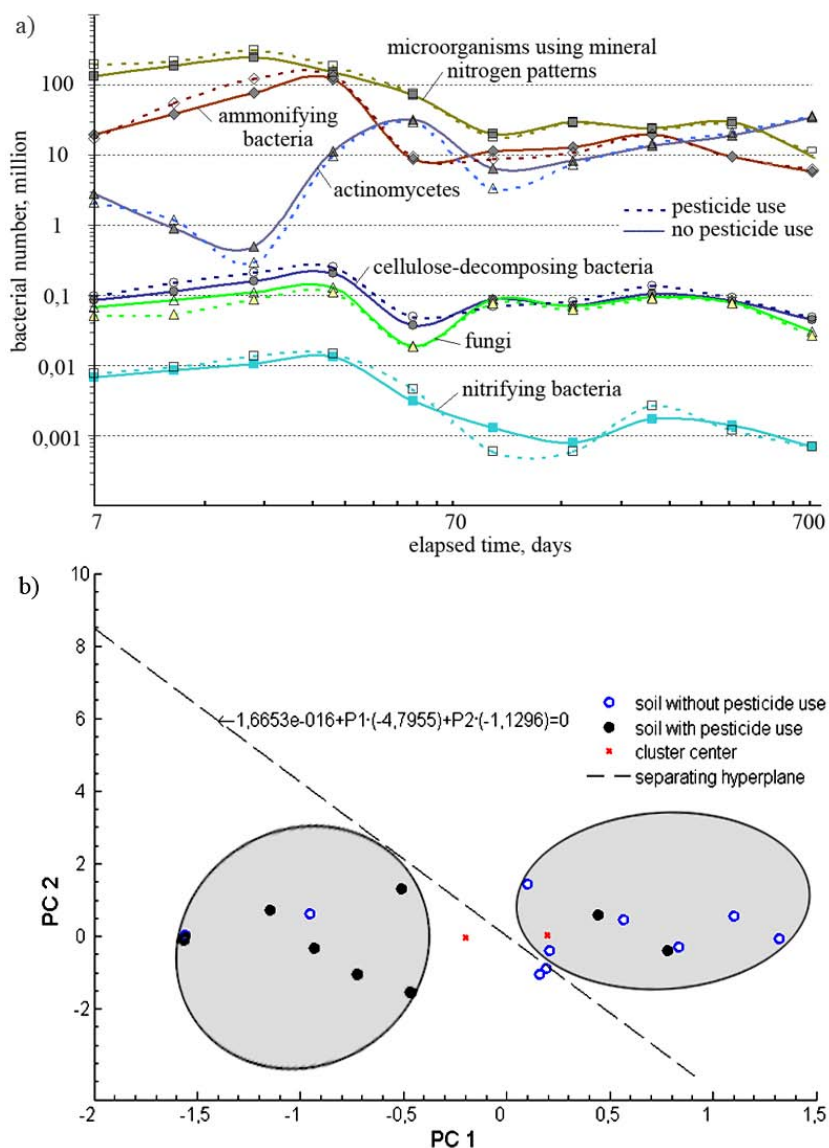 a)
microorganisms using mineral
nitrogen patterns
100
ammonifying
bacteria
10
actinomycetes
1
pesticide use
no pesticide use
bacterial number, million
cellulose-decomposing bacteria
0,1
fungi
0,01
nitrifying bacteria
0,001
7
70
700
elapsed time, days
b)
10
8
6
4
2
0
-2
PC 2
←1,6653e-016+P1·(-4,7955)+P2·(-1,1296)=0
soil without pesticide use
soil with pesticide use
cluster center
separating hyperplane
-2
-1,5
-1
-0,5
0
0,5
1
1,5
PC 1